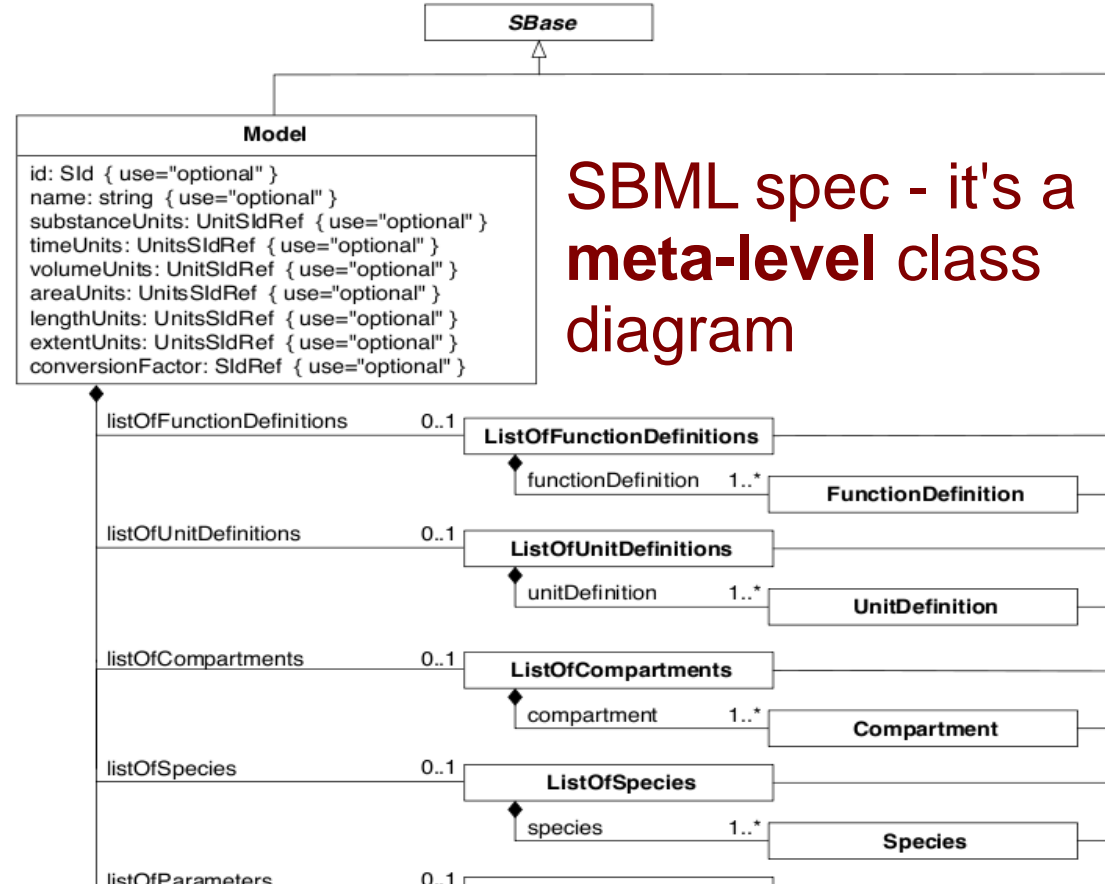 SBase
Model
id: SId { use="optional" }
name: string { use="optional" }
substanceUnits: UnitSIdRef { use="optional" }
timeUnits: UnitsSIdRef { use="optional" }
volumeUnits: UnitSIdRef { use="optional" }
areaUnits: UnitsSIdRef { use="optional" }
lengthUnits: UnitsSIdRef { use="optional" }
extentUnits: UnitsSIdRef { use="optional" }
conversionFactor: SIdRef { use="optional" }
SBML spec - it's a
meta-level class
diagram
listOfFunctionDefinitions 0..1
ListOfFunctionDefinitions
functionDefinition 1..*
FunctionDefinition
listOfUnitDefinitions 0..1
ListOfUnitDefinitions
unitDefinition 1..*
UnitDefinition
listOfCompartments 0..1
ListOfCompartments
compartment 1..*
Compartment
listOfSpecies 0..1
ListOfSpecies
species 1..*
Species
listOfParameters 0..1